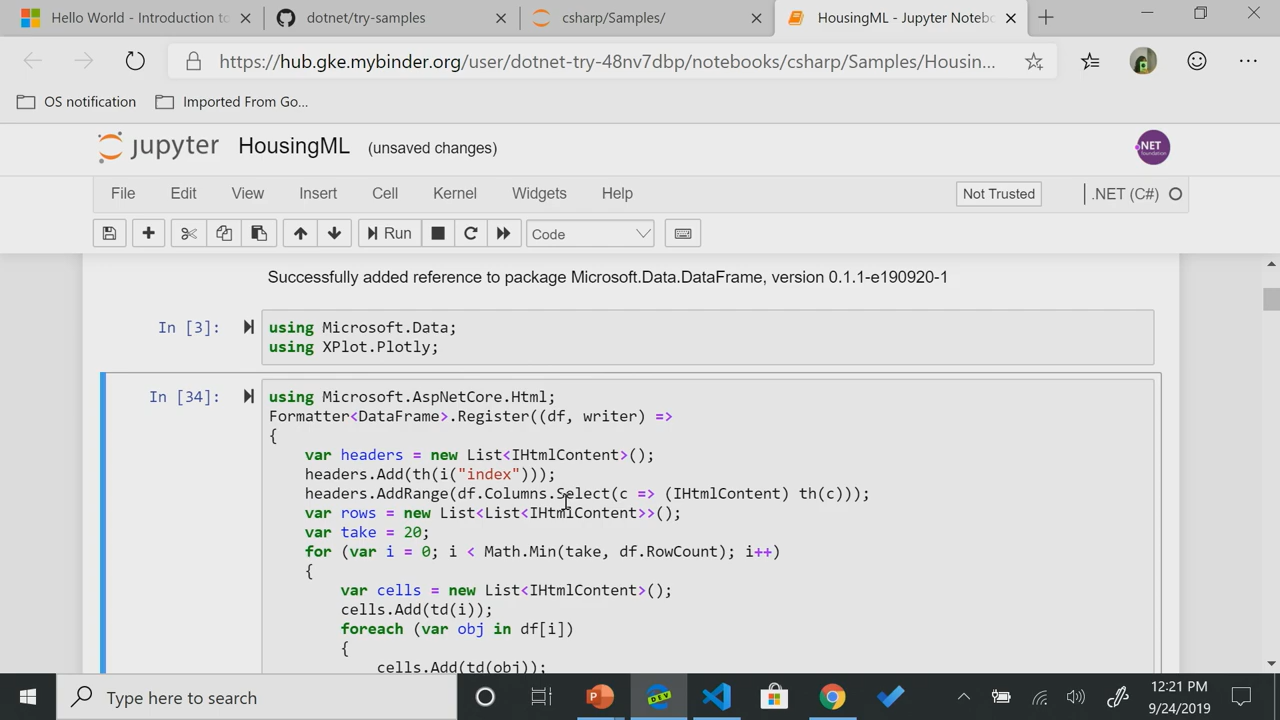 Hello World - Introduction to
dotnet/try-samples
csharp/Samples/
HousingML - Jupyter Notebo
https://hub.gke.mybinder.org/user/dotnet-try-48nv7dbp/notebooks/csharp/Samples/Housin...
OS notification
Imported From Go...
jupyter HousingML (unsaved changes)
.NET
foundation
File Edit View Insert Cell Kernel Widgets Help Not Trusted .NET (C#)
Run Code
Successfully added reference to package Microsoft.Data.DataFrame, version 0.1.1-e190920-1
In [3]: using Microsoft.Data;
using XPlot.Plotly;
In [34]: using Microsoft.AspNetCore.Html;
Formatter<DataFrame>.Register((df, writer) =>
{
var headers = new List<IHtmlContent>();
headers.Add(th(i("index")));
headers.AddRange(df.Columns.Select(c => (IHtmlContent) th(c)));
var rows = new List<List<IHtmlContent>>();
var take = 20;
for (var i = 0; i < Math.Min(take, df.RowCount); i++)
{
var cells = new List<IHtmlContent>();
cells.Add(td(i));
foreach (var obj in df[i])
{
cells.Add(td(obj));
Type here to search
DEV
12:21 PM
9/24/2019